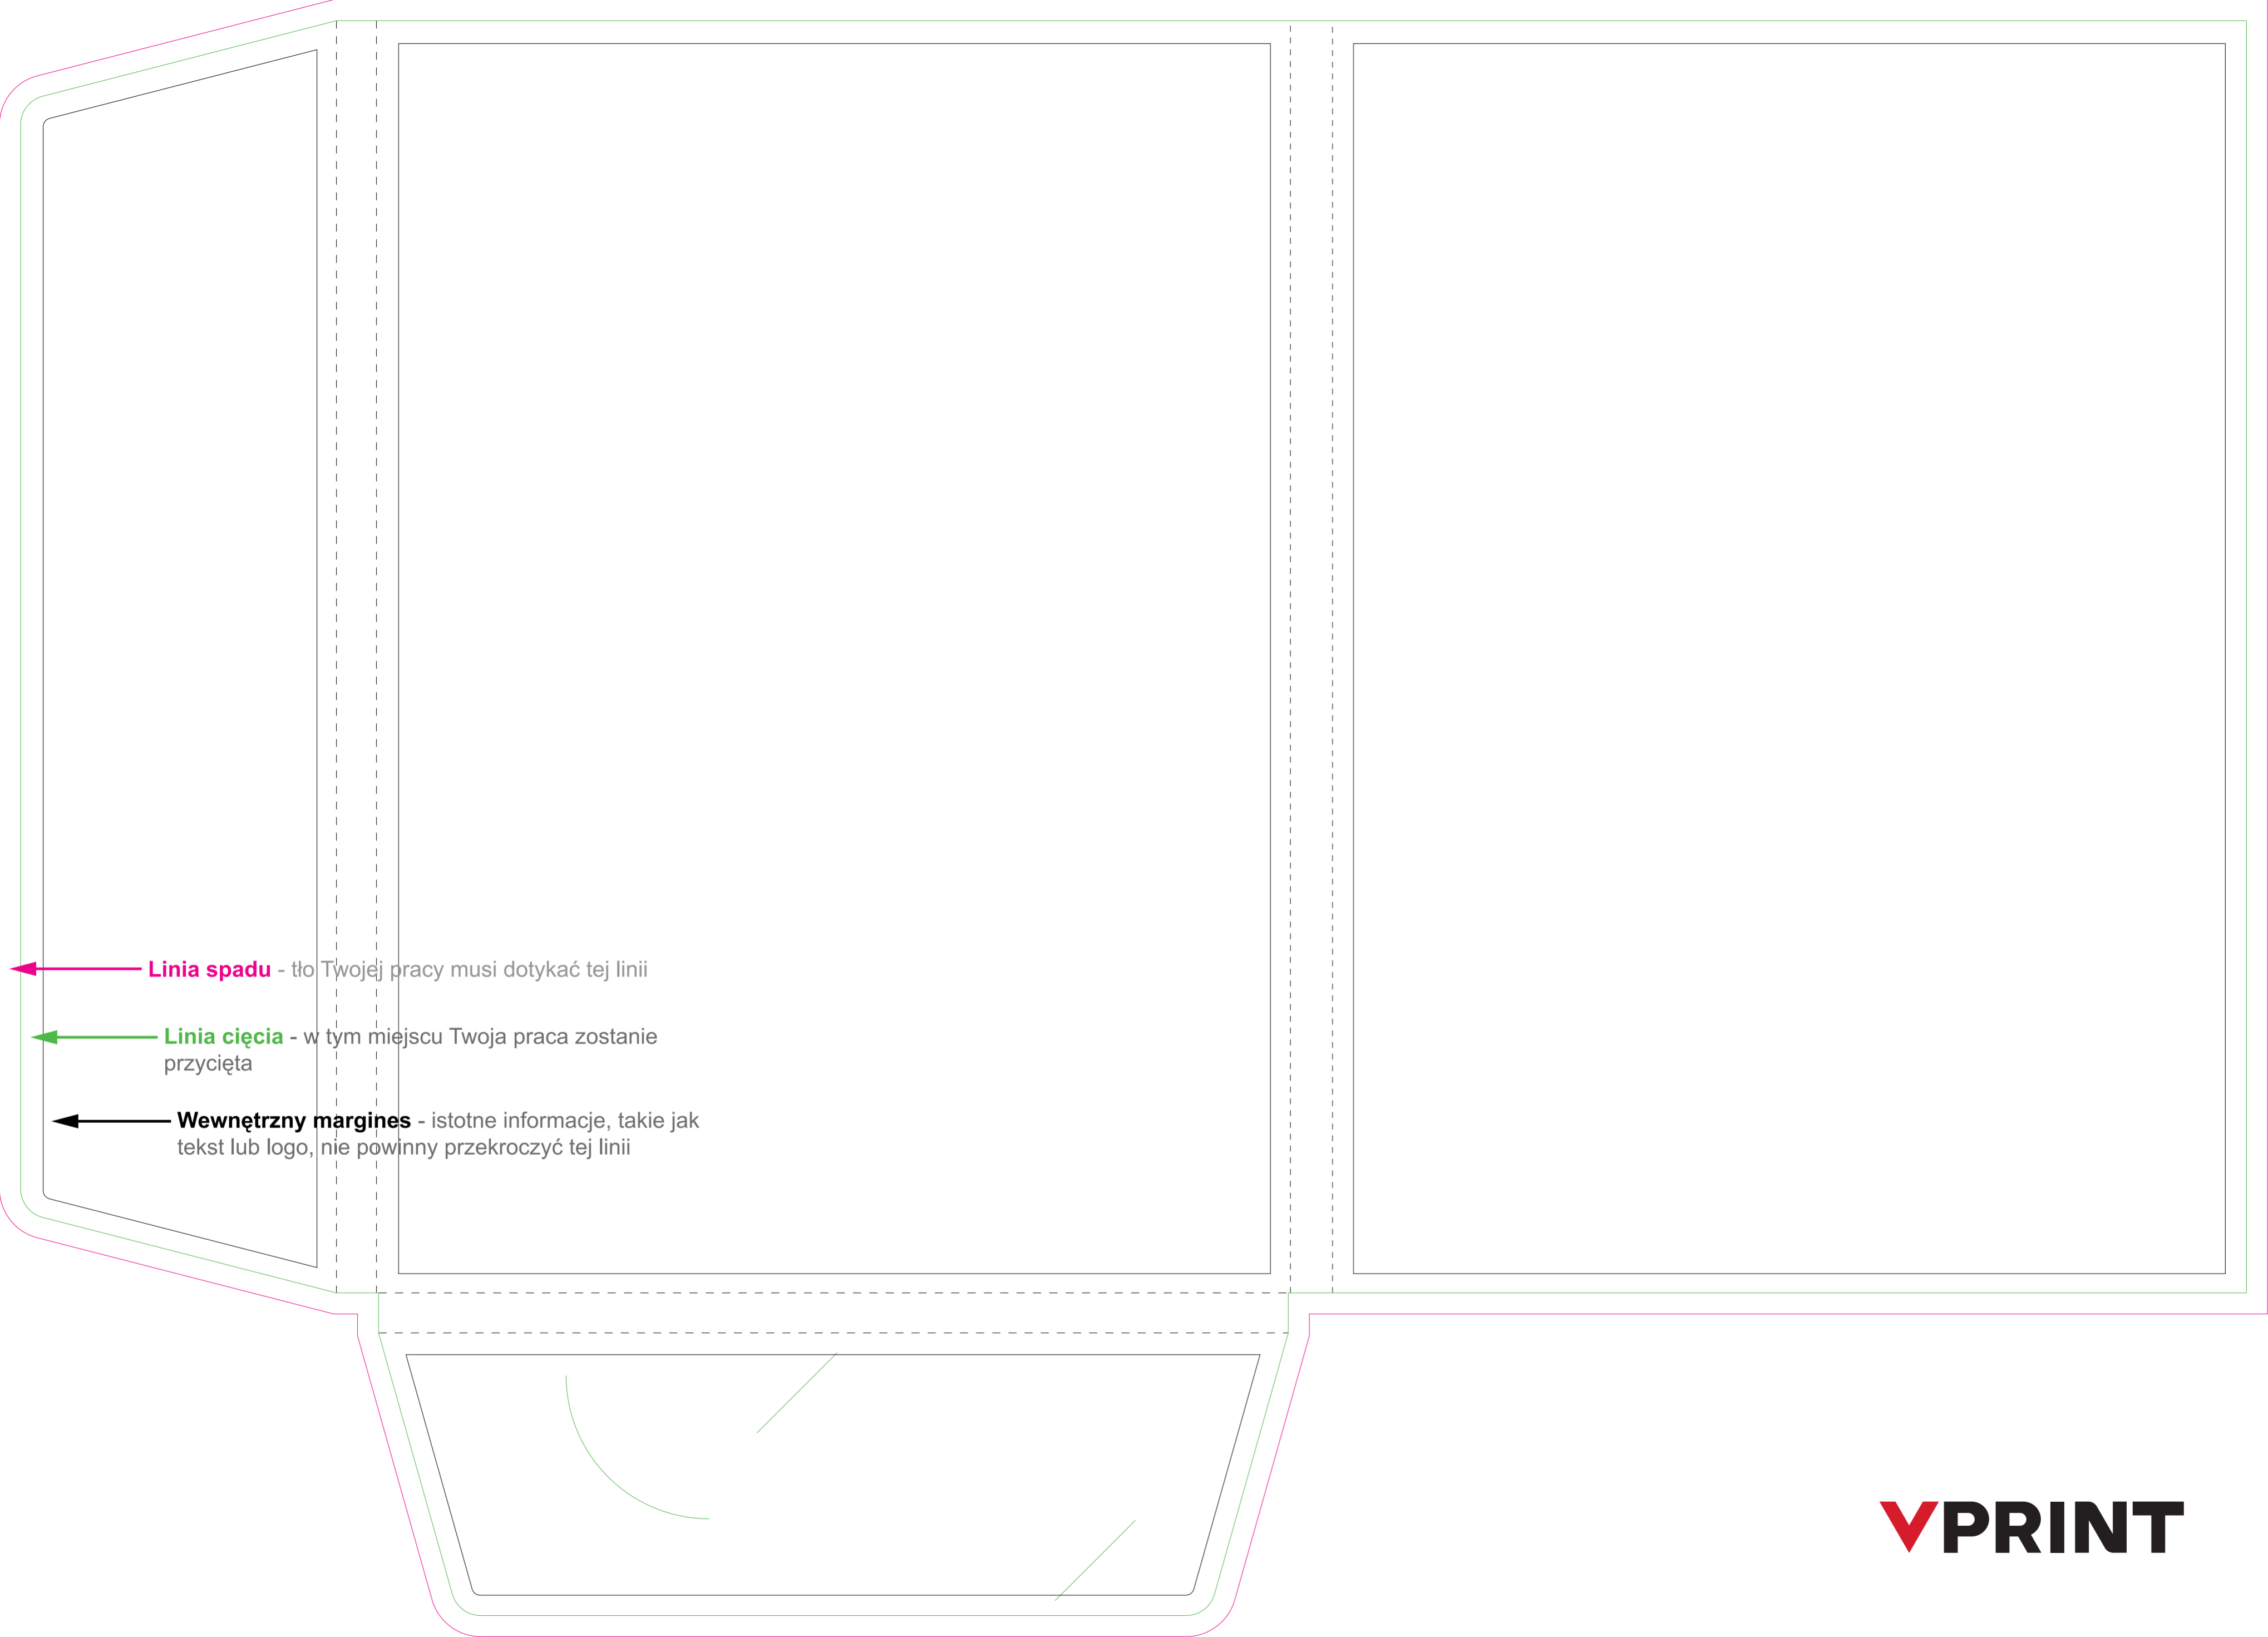 Linia spadu - tło Twojej pracy musi dotykać tej linii
Linia cięcia - w tym miejscu Twoja praca zostanie
przycięta
Wewnętrzny margines - istotne informacje, takie jak
tekst lub logo, nie powinny przekroczyć tej linii
VPRINT